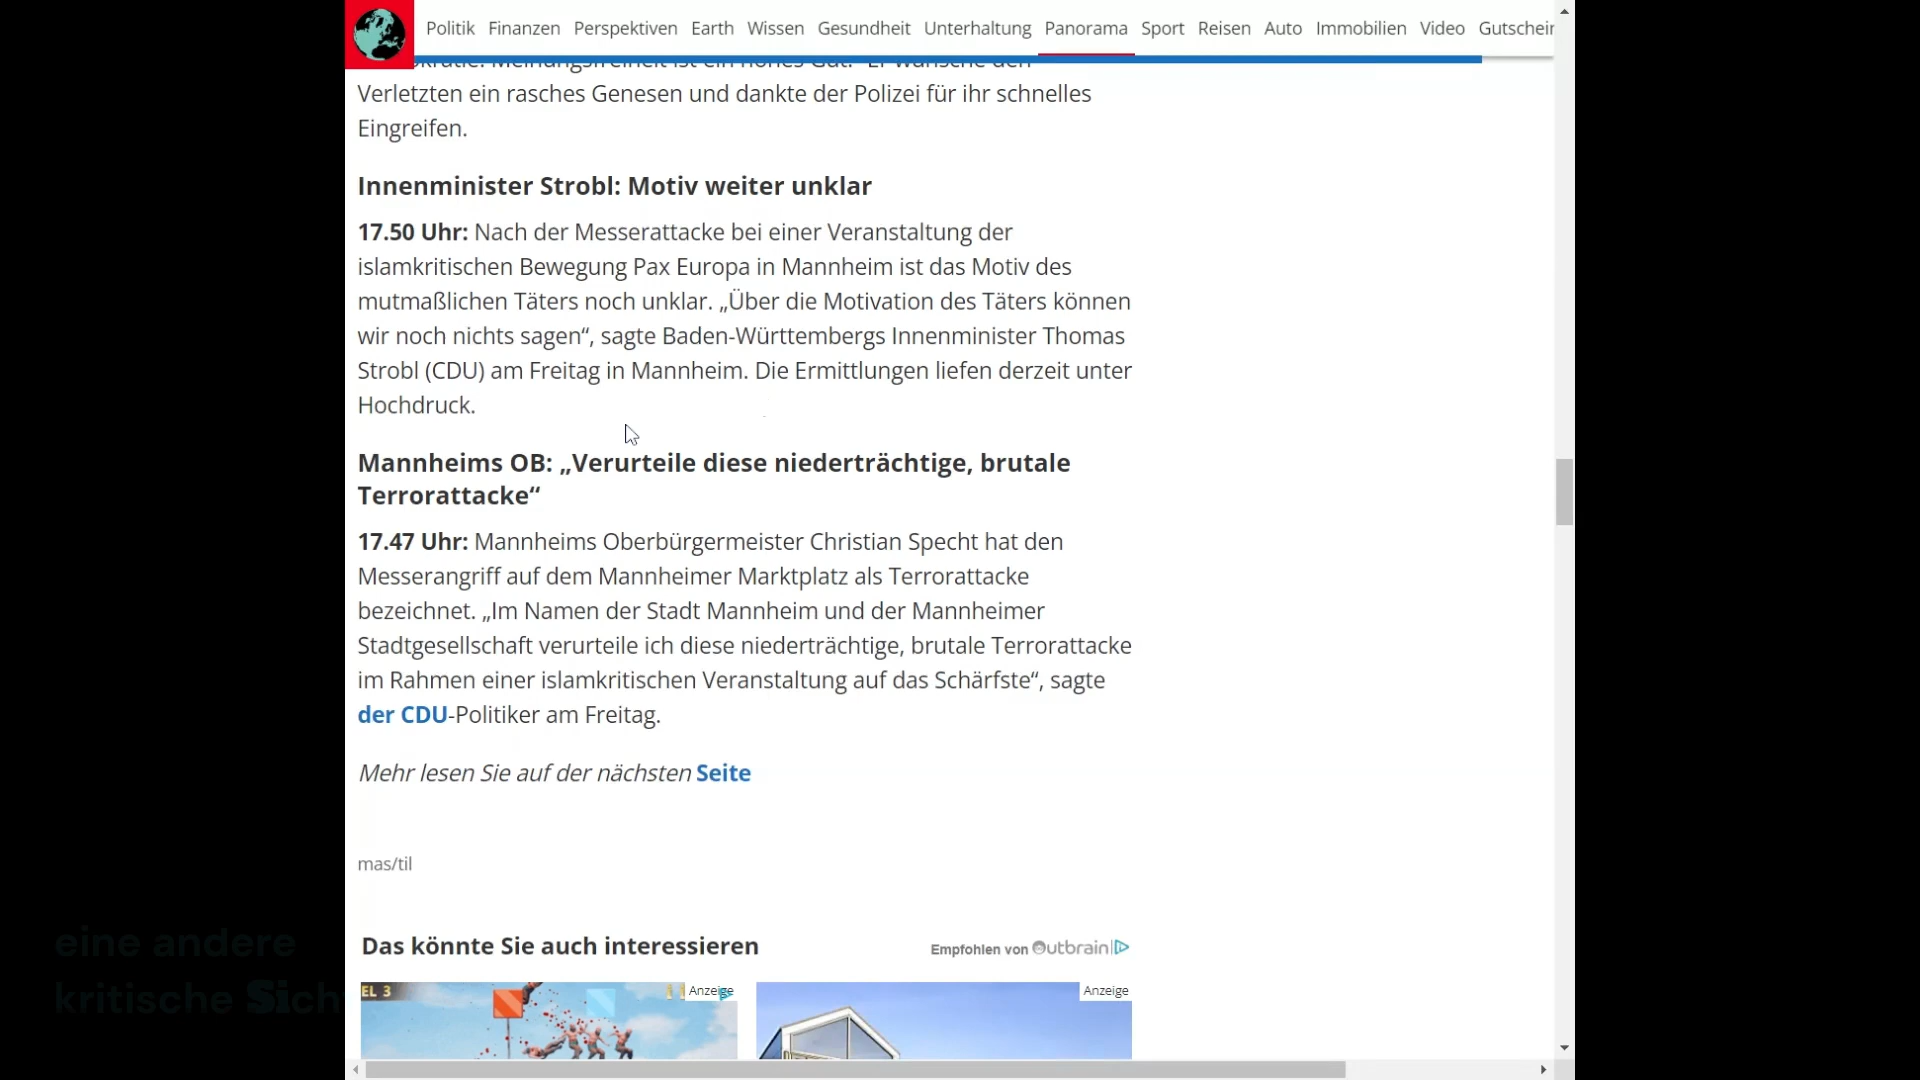 Politik Finanzen Perspektiven Earth Wissen Gesundheit Unterhaltung Panorama Sport Reisen Auto Immobilien Video Gutschein
Verletzten ein rasches Genesen und dankte der Polizei für ihr schnelles
Eingreifen.
Innenminister Strobl: Motiv weiter unklar
17.50 Uhr: Nach der Messerattacke bei einer Veranstaltung der
islamkritischen Bewegung Pax Europa in Mannheim ist das Motiv des
mutmaßlichen Täters noch unklar. „Über die Motivation des Täters können
wir noch nichts sagen“, sagte Baden-Württembergs Innenminister Thomas
Strobl (CDU) am Freitag in Mannheim. Die Ermittlungen liefen derzeit unter
Hochdruck.
Mannheims OB: „Verurteile diese niederträchtige, brutale
Terrorattacke“
17.47 Uhr: Mannheims Oberbürgermeister Christian Specht hat den
Messerangriff auf dem Mannheimer Marktplatz als Terrorattacke
bezeichnet. „Im Namen der Stadt Mannheim und der Mannheimer
Stadtgesellschaft verurteile ich diese niederträchtige, brutale Terrorattacke
im Rahmen einer islamkritischen Veranstaltung auf das Schärfste“, sagte
der CDU-Politiker am Freitag.
Mehr lesen Sie auf der nächsten Seite
mas/til
eine andere
kritische Sich
Das könnte Sie auch interessieren
Empfohlen von Outbrain
EL 3
Anzeige
Anzeige